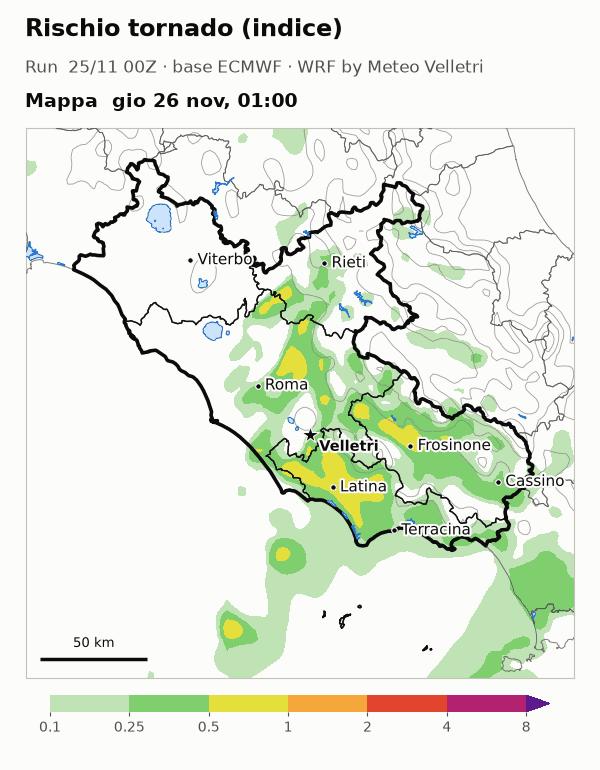 Rischio tornado (indice)
Run  25/11 00Z · base ECMWF · WRF by Meteo Velletri
Mappa  gio 26 nov, 01:00
Viterbo
Rieti
Roma
Velletri
Frosinone
Cassino
Latina
Terracina
50 km
0.1 0.25 0.5 1 2 4 8